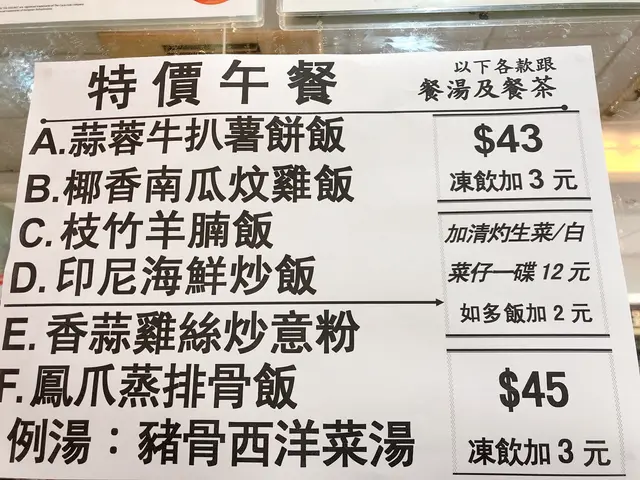 特價午餐
以下各款跟
餐湯及餐茶
A.蒜蓉牛扒薯餅飯
B.椰香南瓜炆雞飯
C.枝竹羊腩飯
D.印尼海鮮炒飯
$43
凍飲加3元
加清灼生菜/白
菜仔一碟12元
如多飯加2元
E.香蒜雞絲炒意粉
F.鳳爪蒸排骨飯
例湯：豬骨西洋菜湯
$45
凍飲加3元